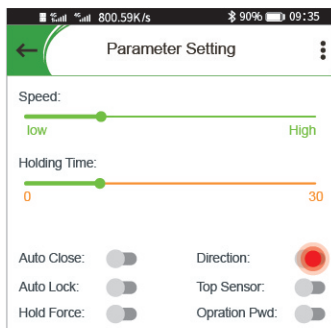 800.59K/s 90% 09:35
Parameter Setting
Speed:
low High
Holding Time:
0 30
Auto Close: Direction:
Auto Lock: Top Sensor:
Hold Force: Opration Pwd: